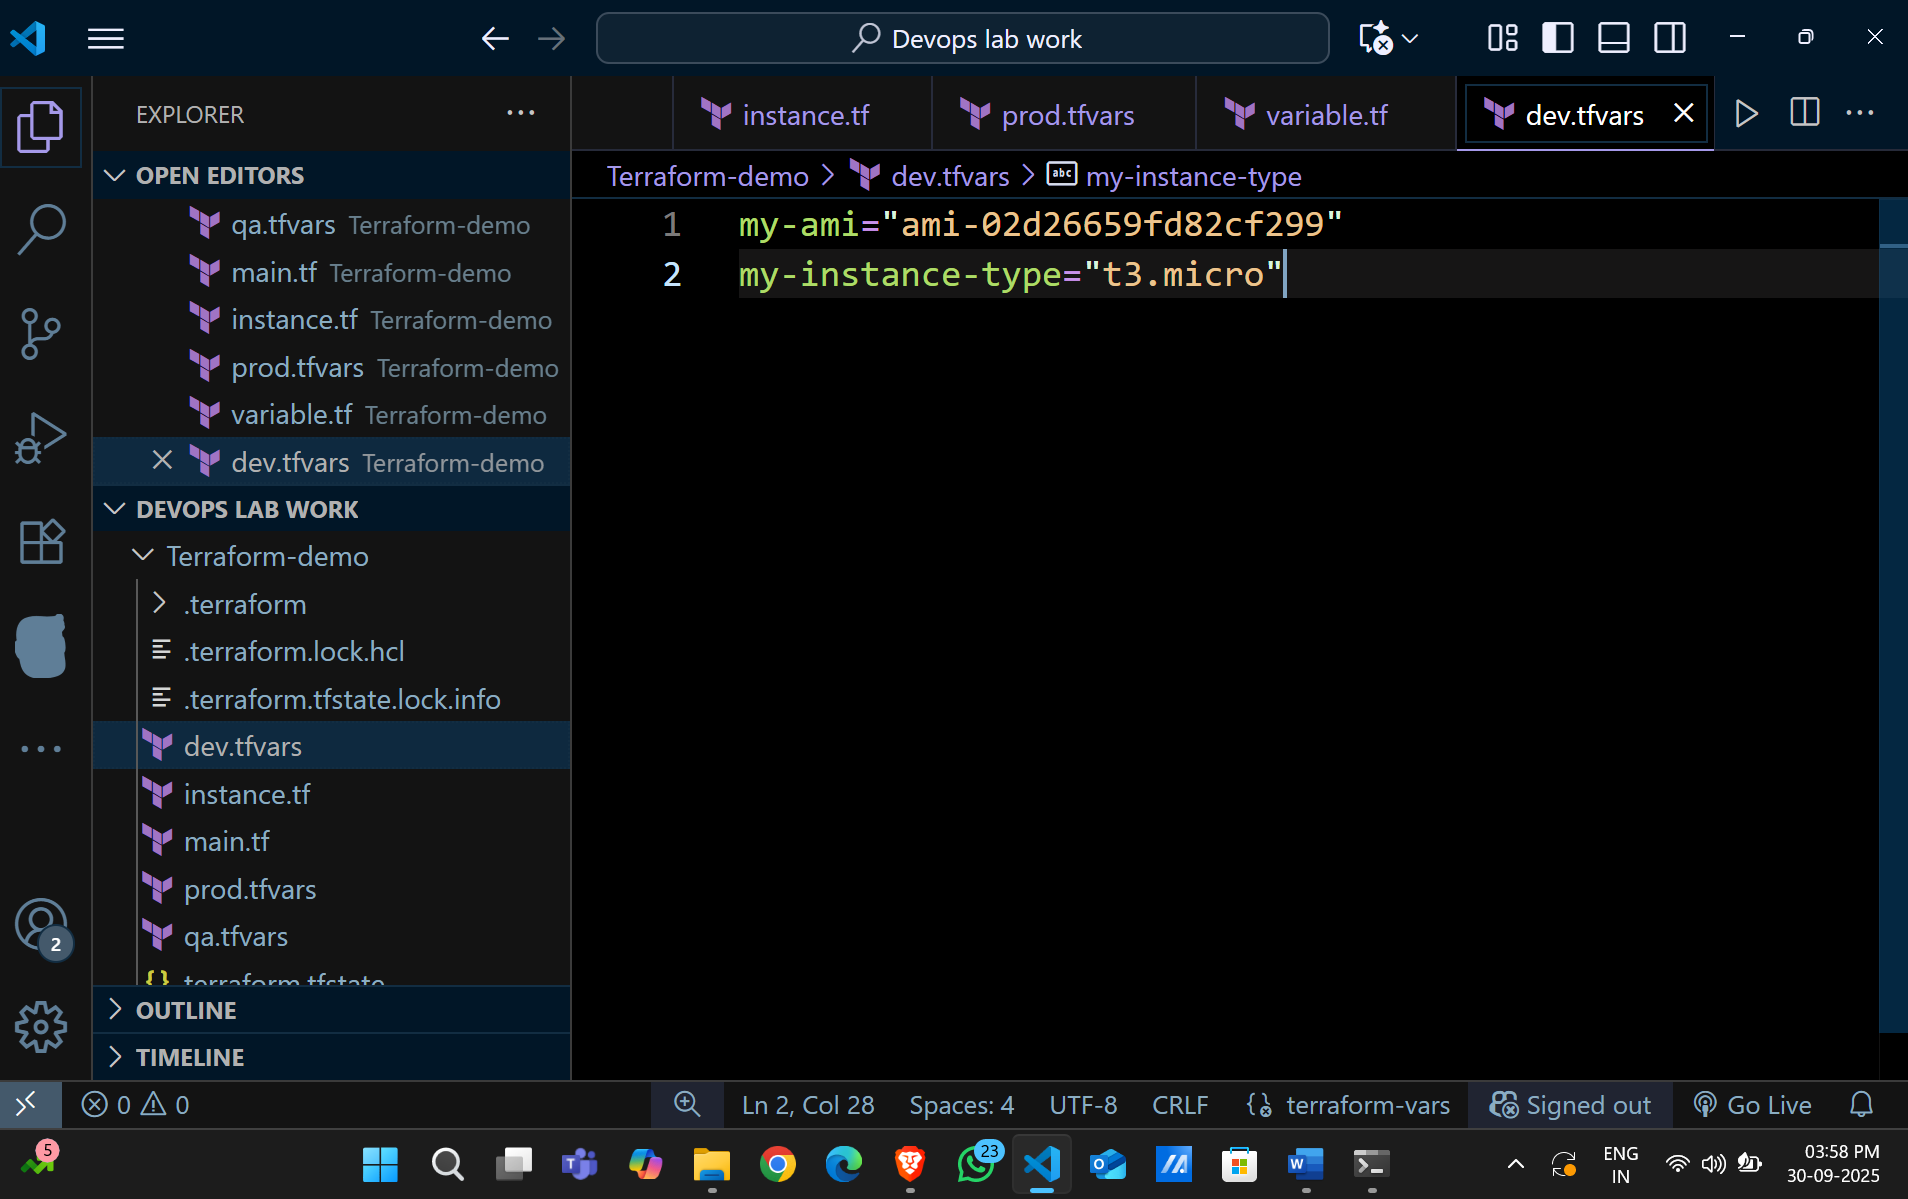 Devops lab work
EXPLORER
instance.tf
prod.tfvars
variable.tf
dev.tfvars
OPEN EDITORS
qa.tfvars Terraform-demo
main.tf Terraform-demo
instance.tf Terraform-demo
prod.tfvars Terraform-demo
variable.tf Terraform-demo
dev.tfvars Terraform-demo
DEVOPS LAB WORK
Terraform-demo
.terraform
.terraform.lock.hcl
.terraform.tfstate.lock.info
dev.tfvars
instance.tf
main.tf
prod.tfvars
qa.tfvars
terraform.tfstate
OUTLINE
TIMELINE
Terraform-demo > dev.tfvars > abc my-instance-type
1 my-ami="ami-02d26659fd82cf299"
2 my-instance-type="t3.micro"
2
0 0
Ln 2, Col 28
Spaces: 4
UTF-8
CRLF
terraform-vars
Signed out
Go Live
5
23
ENG
IN
03:58 PM
30-09-2025